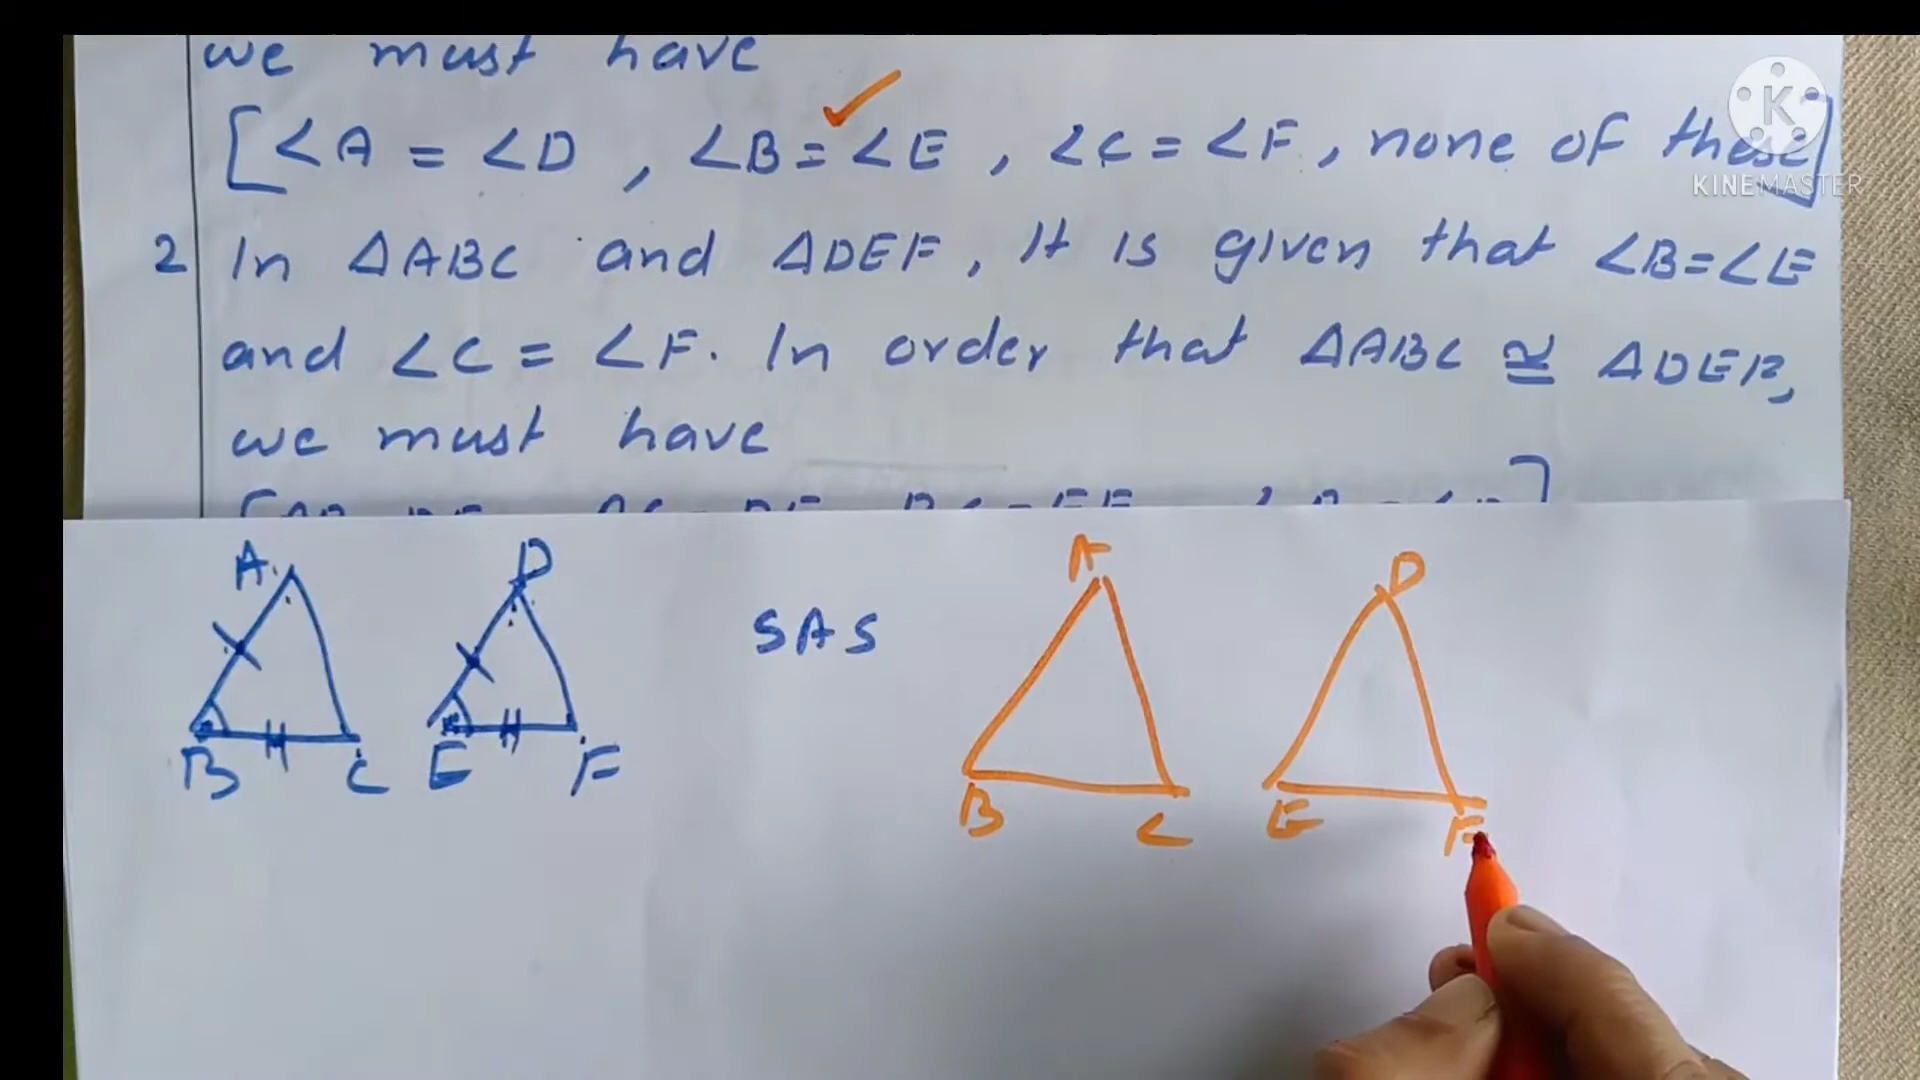 we must have
[∠A = ∠D, ∠B = ∠E, ∠C = ∠F, none of these]
K
KINEMASTER
2 In ΔABC and ΔDEF, It is given that ∠B=∠E
and ∠C = ∠F. In order that ΔABC ≅ ΔDEF,
we must have
A D SAS A D
B C E F B C E F